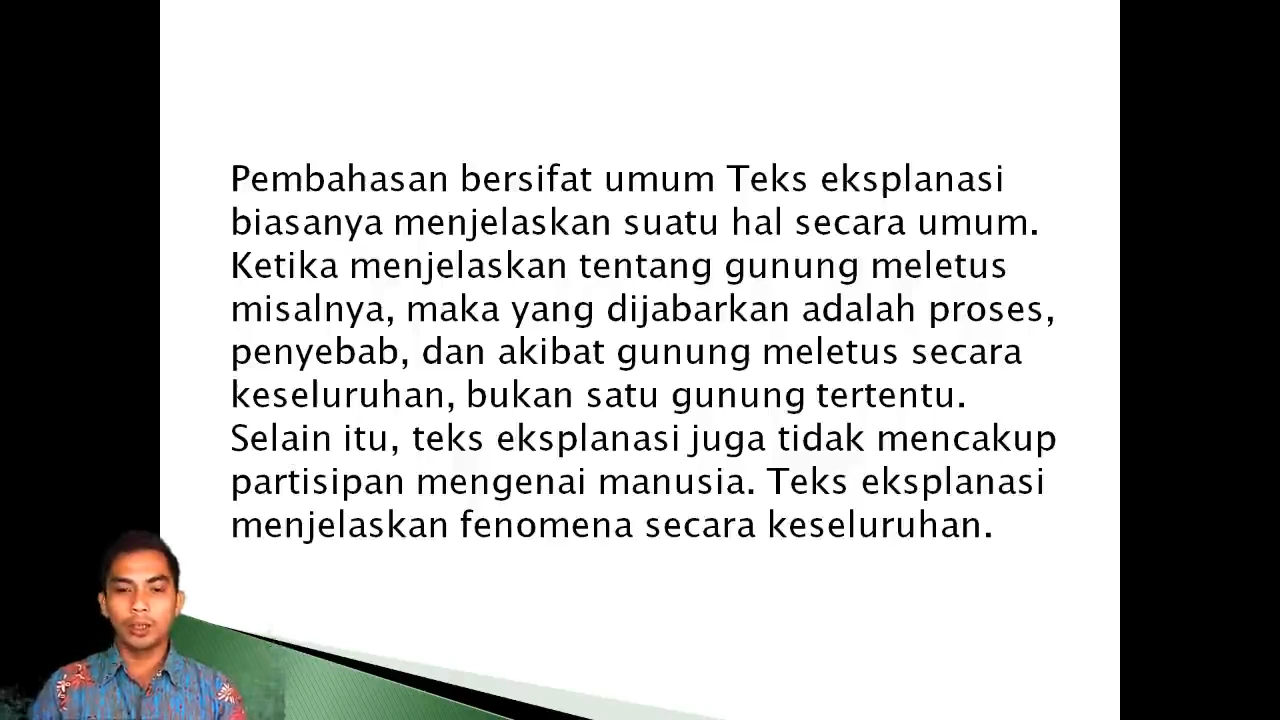 Pembahasan bersifat umum Teks eksplanasi
biasanya menjelaskan suatu hal secara umum.
Ketika menjelaskan tentang gunung meletus
misalnya, maka yang dijabarkan adalah proses,
penyebab, dan akibat gunung meletus secara
keseluruhan, bukan satu gunung tertentu.
Selain itu, teks eksplanasi juga tidak mencakup
partisipan mengenai manusia. Teks eksplanasi
menjelaskan fenomena secara keseluruhan.